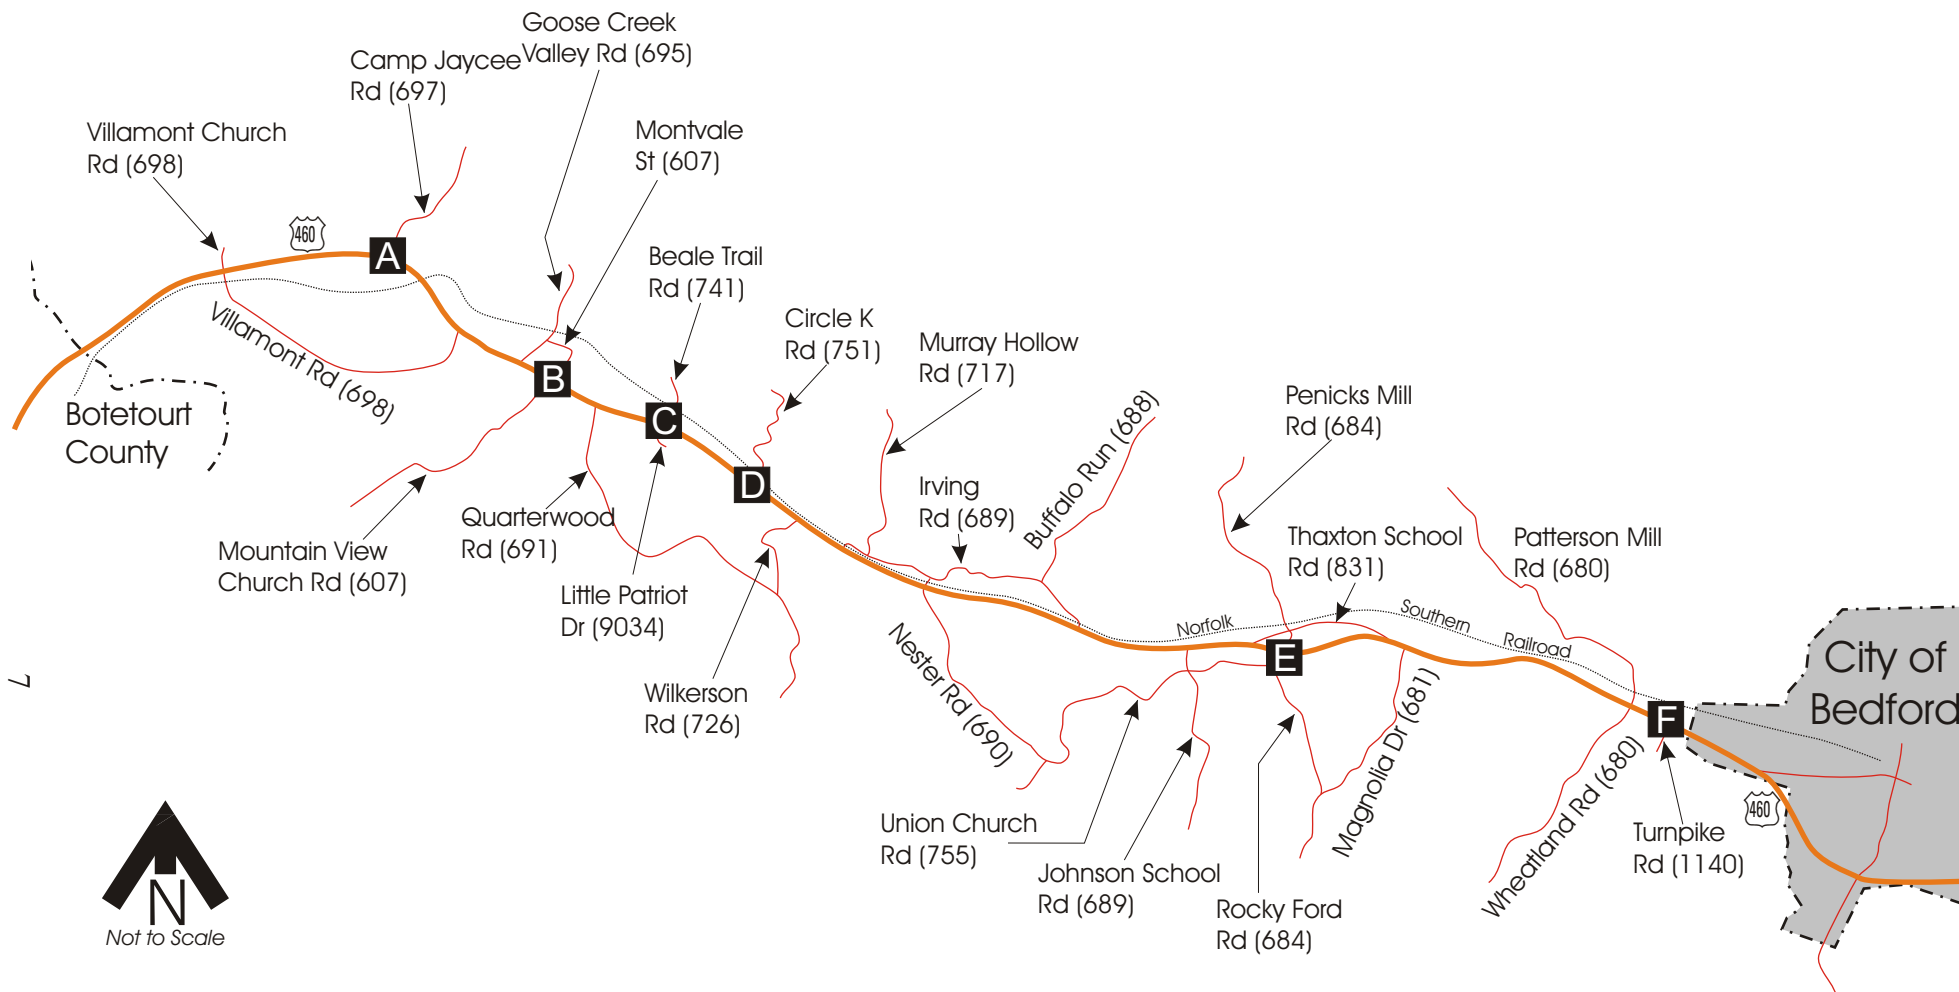 Goose Creek
Valley Rd (695)
Camp Jaycee
Rd (697)
Villamont Church
Rd (698)
Montvale
St (607)
460
A
Beale Trail
Rd (741)
Villamont Rd (698)
Circle K
Rd (751)
Murray Hollow
Rd (717)
B
C
D
Botetourt
County
Penicks Mill
Rd (684)
Buffalo Run (688)
Irving
Rd (689)
Quarterwood
Rd (691)
Mountain View
Church Rd (607)
Thaxton School
Rd (831)
Patterson Mill
Rd (680)
Little Patriot
Dr (9034)
Norfolk
Southern
Railroad
E
Nester Rd (690)
Wilkerson
Rd (726)
Magnolia Dr (681)
City of
Bedford
F
Wheatland Rd (680)
460
Union Church
Rd (755)
Turnpike
Rd (1140)
Johnson School
Rd (689)
Rocky Ford
Rd (684)
N
Not to Scale